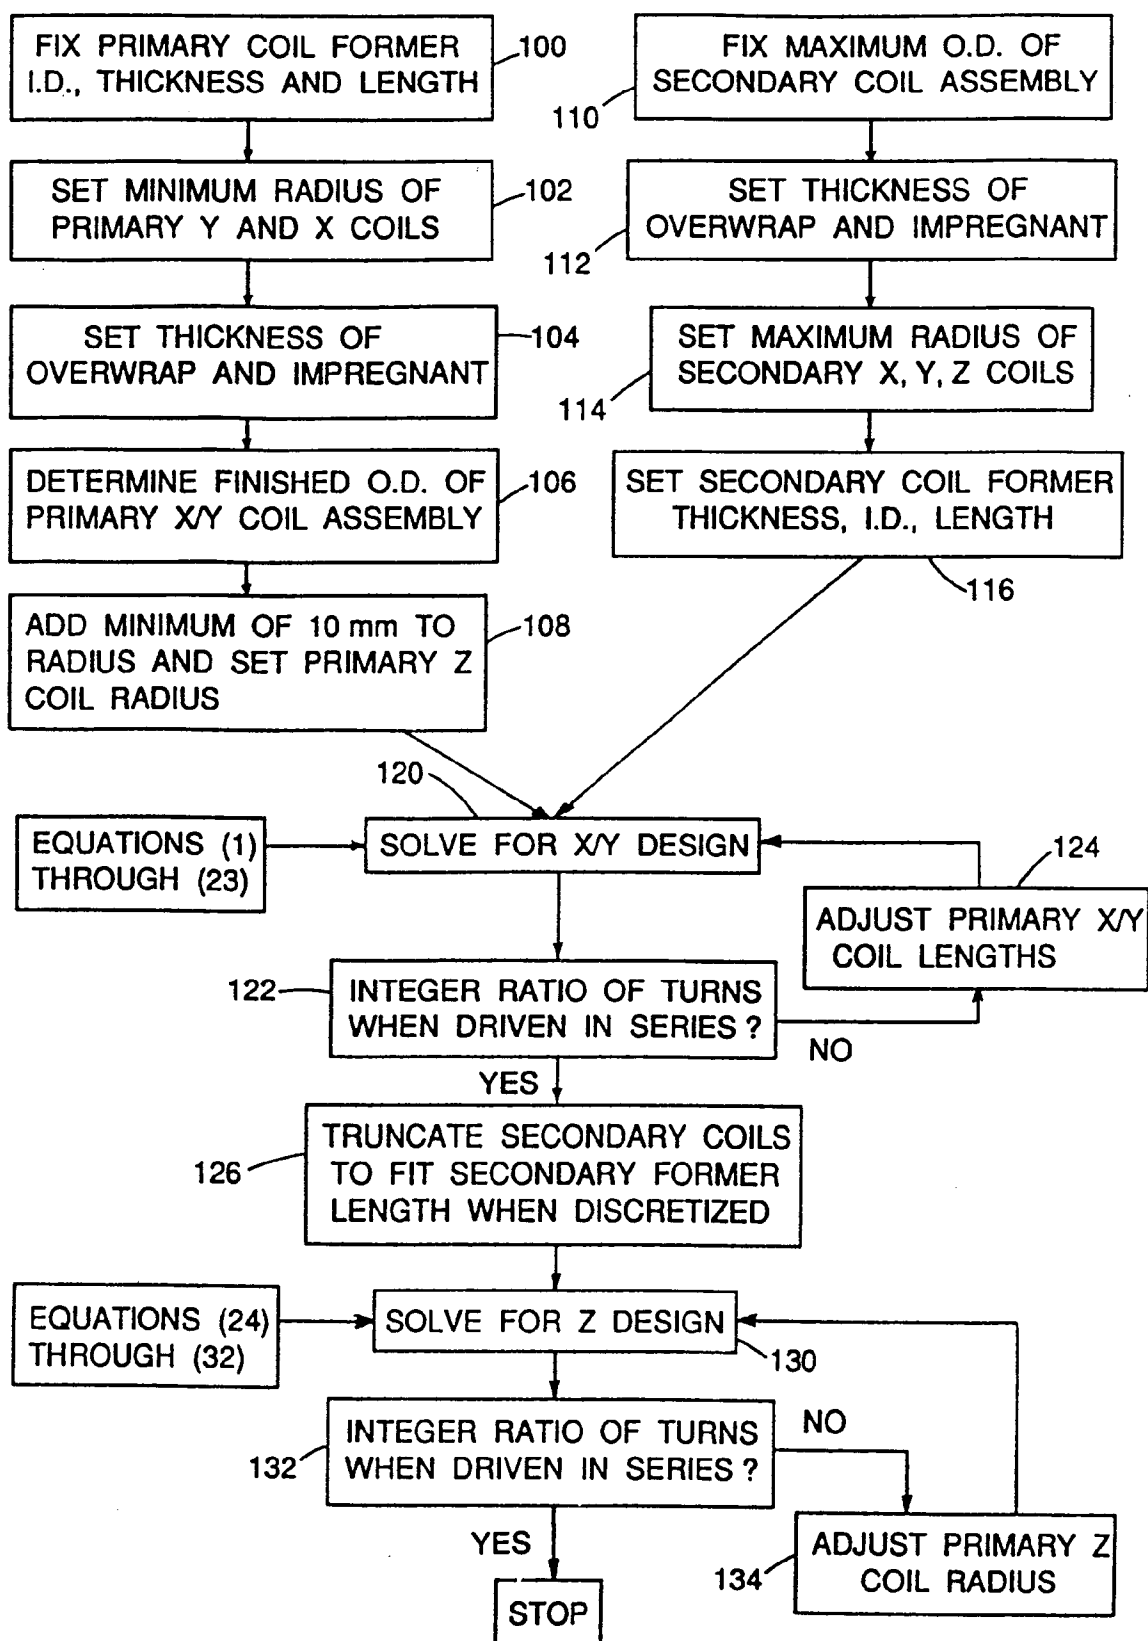 FIX PRIMARY COIL FORMER
I.D., THICKNESS AND LENGTH
100
SET MINIMUM RADIUS OF
PRIMARY Y AND X COILS
102
SET THICKNESS OF
OVERWRAP AND IMPREGNANT
104
DETERMINE FINISHED O.D. OF
PRIMARY X/Y COIL ASSEMBLY
106
ADD MINIMUM OF 10 mm TO
RADIUS AND SET PRIMARY Z
COIL RADIUS
108
FIX MAXIMUM O.D. OF
SECONDARY COIL ASSEMBLY
110
SET THICKNESS OF
OVERWRAP AND IMPREGNANT
112
SET MAXIMUM RADIUS OF
SECONDARY X, Y, Z COILS
114
SET SECONDARY COIL FORMER
THICKNESS, I.D., LENGTH
116
120
EQUATIONS (1)
THROUGH (23)
SOLVE FOR X/Y DESIGN
124
ADJUST PRIMARY X/Y
COIL LENGTHS
122
INTEGER RATIO OF TURNS
WHEN DRIVEN IN SERIES ?
NO
YES
126
TRUNCATE SECONDARY COILS
TO FIT SECONDARY FORMER
LENGTH WHEN DISCRETIZED
EQUATIONS (24)
THROUGH (32)
SOLVE FOR Z DESIGN
130
132
INTEGER RATIO OF TURNS
WHEN DRIVEN IN SERIES ?
NO
YES
134
ADJUST PRIMARY Z
COIL RADIUS
STOP